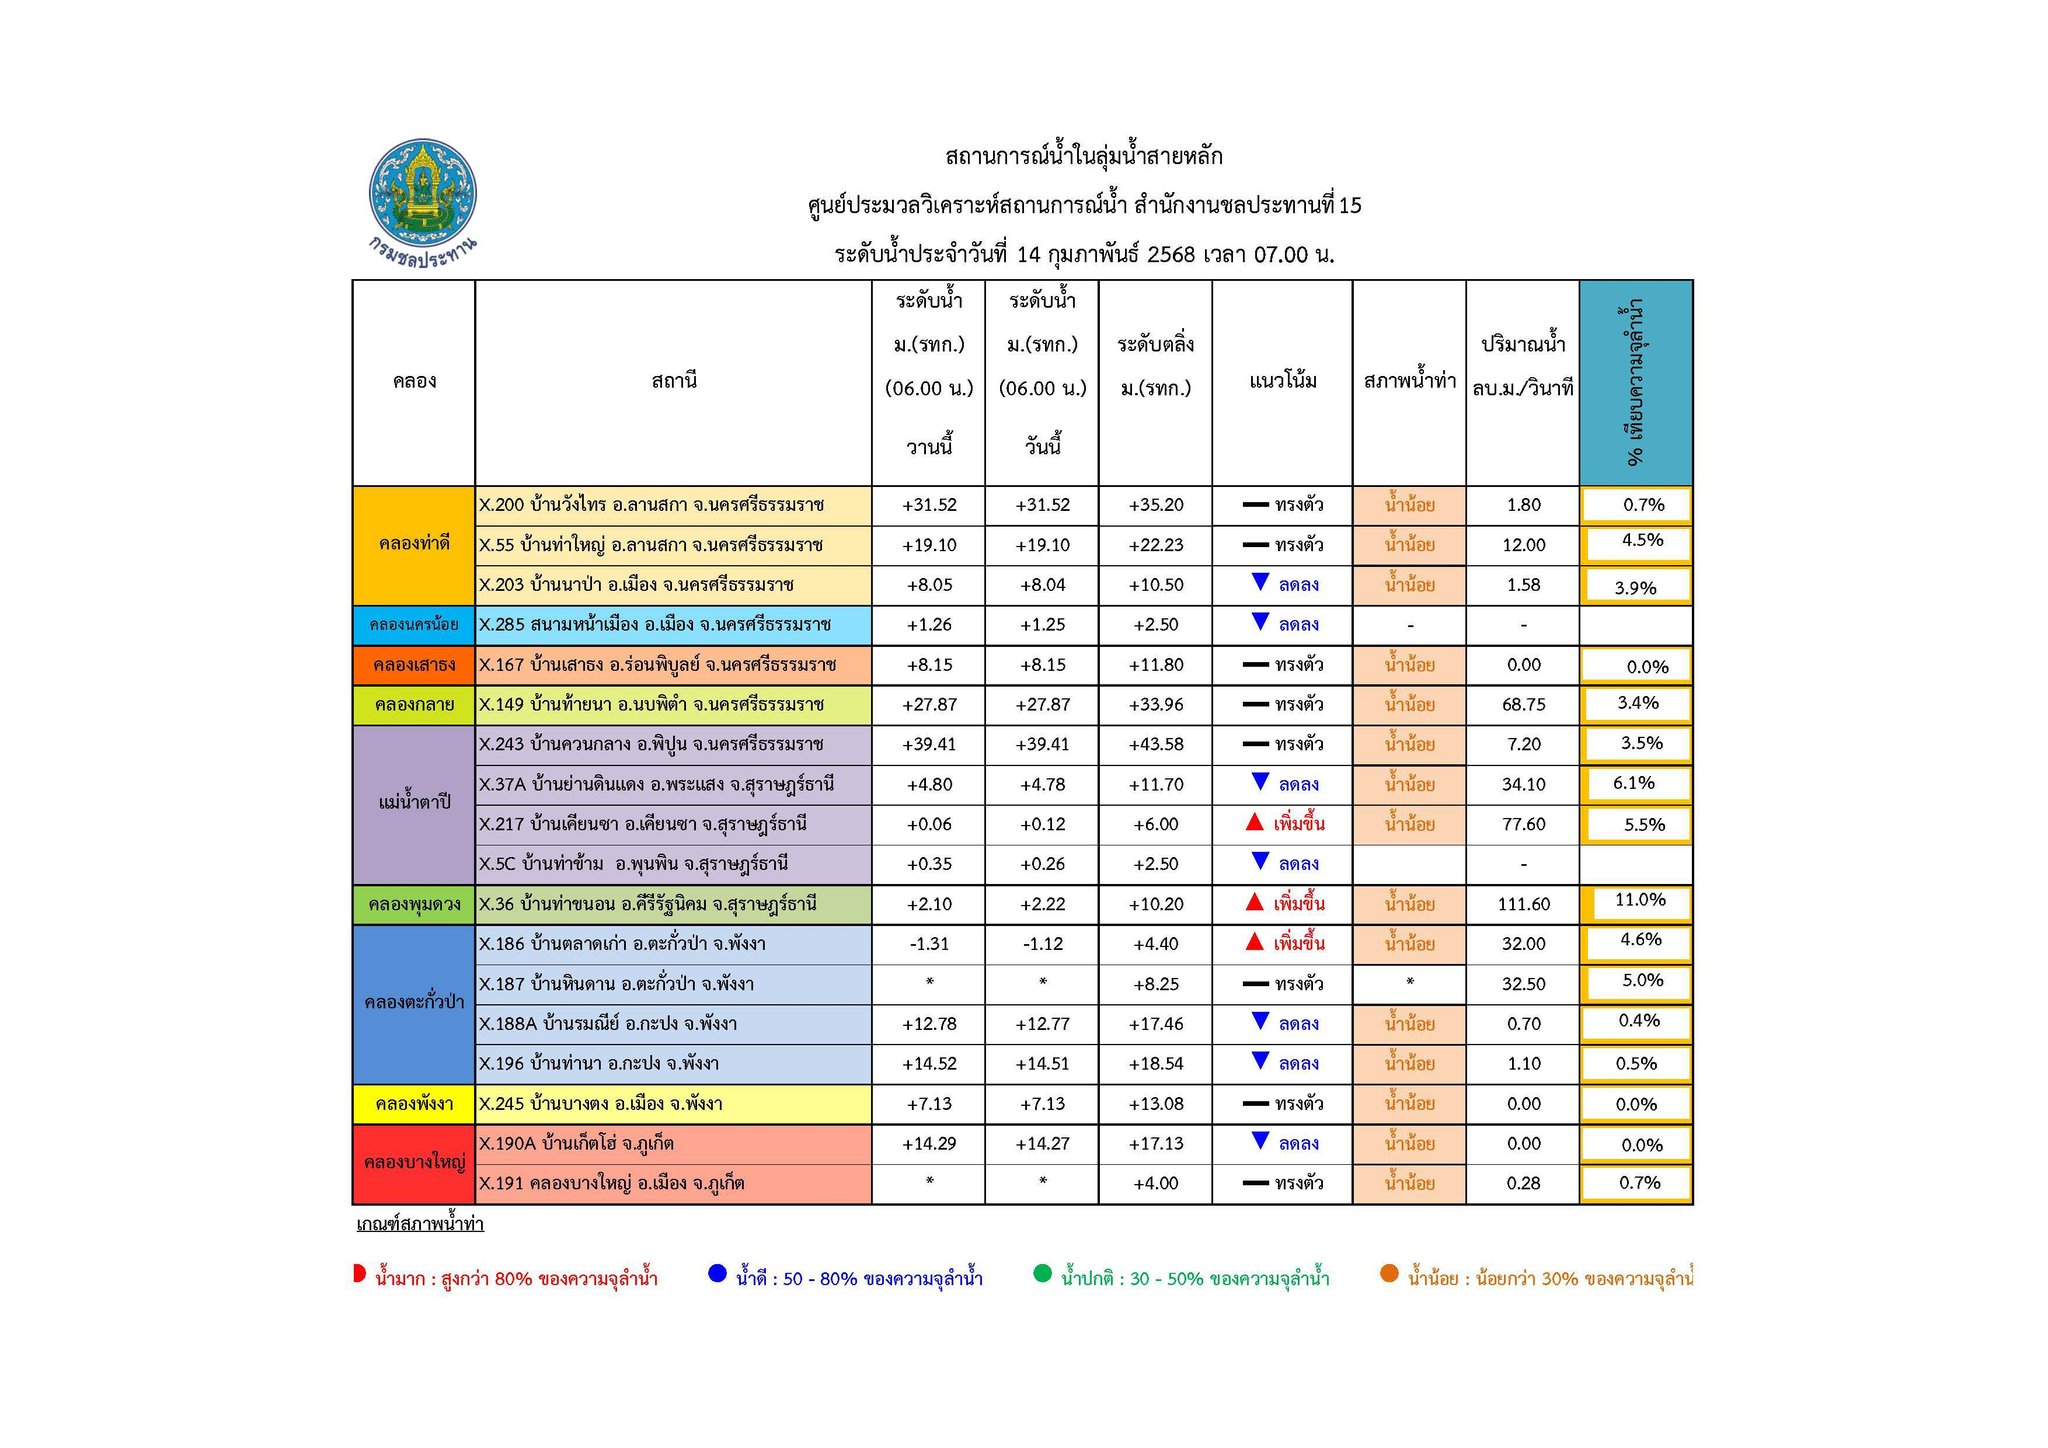 กรมชลประทาน
สถานการณ์น้ำในลุ่มน้ำสายหลัก
ศูนย์ประมวลวิเคราะห์สถานการณ์น้ำ สำนักงานชลประทานที่ 15
ระดับน้ำประจำวันที่ 14 กุมภาพันธ์ 2568 เวลา 07.00 น.
คลอง สถานี ระดับน้ำ ม.(รทก.) (06.00 น.) วานนี้ ระดับน้ำ ม.(รทก.) (06.00 น.) วันนี้ ระดับตลิ่ง ม.(รทก.) แนวโน้ม สภาพน้ำท่า ปริมาณน้ำ ลบ.ม./วินาที % เทียบความจุลำน้ำ
คลองท่าดี X.200 บ้านวังไทร อ.ลานสกา จ.นครศรีธรรมราช +31.52 +31.52 +35.20 ทรงตัว น้ำน้อย 1.80 0.7%
X.55 บ้านท่าใหญ่ อ.ลานสกา จ.นครศรีธรรมราช +19.10 +19.10 +22.23 ทรงตัว น้ำน้อย 12.00 4.5%
X.203 บ้านนาป่า อ.เมือง จ.นครศรีธรรมราช +8.05 +8.04 +10.50 ลดลง น้ำน้อย 1.58 3.9%
คลองนครน้อย X.285 สนามหน้าเมือง อ.เมือง จ.นครศรีธรรมราช +1.26 +1.25 +2.50 ลดลง - -
คลองเสาธง X.167 บ้านเสาธง อ.ร่อนพิบูลย์ จ.นครศรีธรรมราช +8.15 +8.15 +11.80 ทรงตัว น้ำน้อย 0.00 0.0%
คลองกลาย X.149 บ้านท้ายนา อ.นบพิตำ จ.นครศรีธรรมราช +27.87 +27.87 +33.96 ทรงตัว น้ำน้อย 68.75 3.4%
แม่น้ำตาปี X.243 บ้านควนกลาง อ.พิปูน จ.นครศรีธรรมราช +39.41 +39.41 +43.58 ทรงตัว น้ำน้อย 7.20 3.5%
X.37A บ้านย่านดินแดง อ.พระแสง จ.สุราษฎร์ธานี +4.80 +4.78 +11.70 ลดลง น้ำน้อย 34.10 6.1%
X.217 บ้านเคียนซา อ.เคียนซา จ.สุราษฎร์ธานี +0.06 +0.12 +6.00 เพิ่มขึ้น น้ำน้อย 77.60 5.5%
X.5C บ้านท่าข้าม อ.พุนพิน จ.สุราษฎร์ธานี +0.35 +0.26 +2.50 ลดลง -
คลองพุมดวง X.36 บ้านท่าขนอน อ.คีรีรัฐนิคม จ.สุราษฎร์ธานี +2.10 +2.22 +10.20 เพิ่มขึ้น น้ำน้อย 111.60 11.0%
คลองตะกั่วป่า X.186 บ้านตลาดเก่า อ.ตะกั่วป่า จ.พังงา -1.31 -1.12 +4.40 เพิ่มขึ้น น้ำน้อย 32.00 4.6%
X.187 บ้านหินดาน อ.ตะกั่วป่า จ.พังงา * * +8.25 ทรงตัว * 32.50 5.0%
X.188A บ้านรมณีย์ อ.กะปง จ.พังงา +12.78 +12.77 +17.46 ลดลง น้ำน้อย 0.70 0.4%
X.196 บ้านท่านา อ.กะปง จ.พังงา +14.52 +14.51 +18.54 ลดลง น้ำน้อย 1.10 0.5%
คลองพังงา X.245 บ้านบางตง อ.เมือง จ.พังงา +7.13 +7.13 +13.08 ทรงตัว น้ำน้อย 0.00 0.0%
คลองบางใหญ่ X.190A บ้านเก็ตโฮ่ จ.ภูเก็ต +14.29 +14.27 +17.13 ลดลง น้ำน้อย 0.00 0.0%
X.191 คลองบางใหญ่ อ.เมือง จ.ภูเก็ต * * +4.00 ทรงตัว น้ำน้อย 0.28 0.7%
เกณฑ์สภาพน้ำท่า
น้ำมาก : สูงกว่า 80% ของความจุลำน้ำ น้ำดี : 50 - 80% ของความจุลำน้ำ น้ำปกติ : 30 - 50% ของความจุลำน้ำ น้ำน้อย : น้อยกว่า 30% ของความจุลำน้